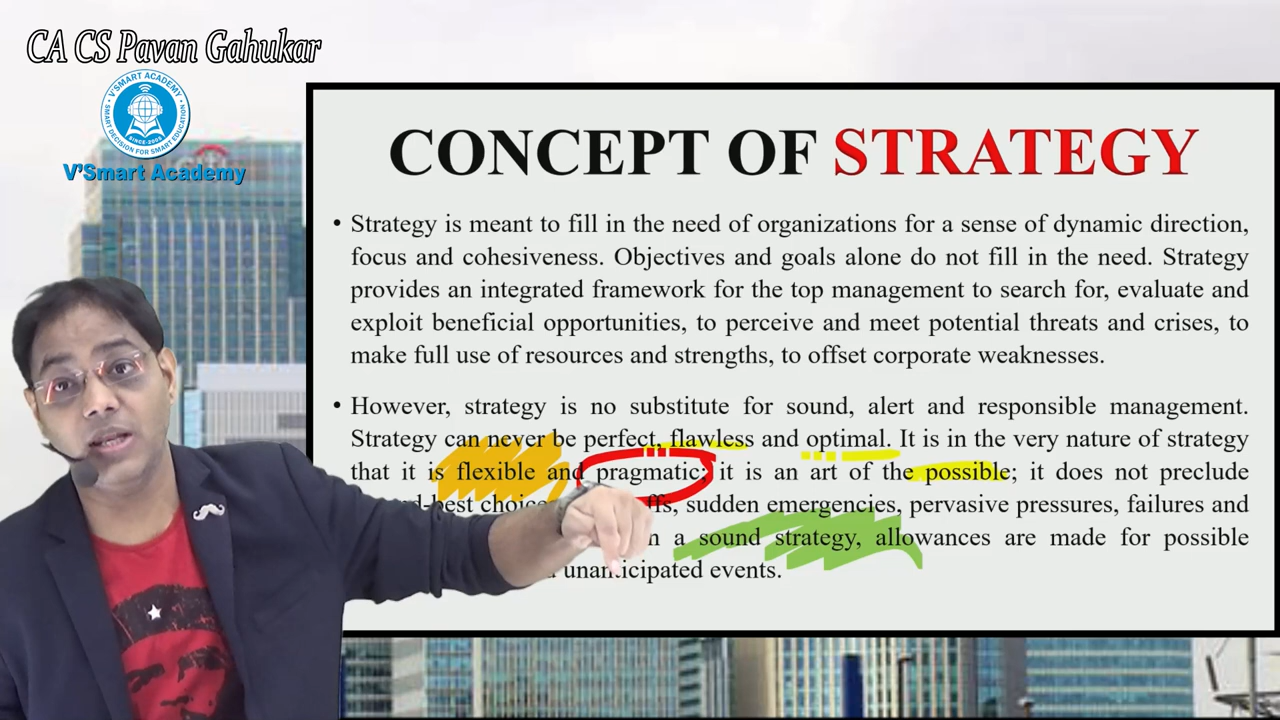 CA CS Pavan Gahukar
V'SMART ACADEMY
SMART DECISION FOR SMART EDUCATION
V'Smart Academy
CONCEPT OF STRATEGY
• Strategy is meant to fill in the need of organizations for a sense of dynamic direction,
focus and cohesiveness. Objectives and goals alone do not fill in the need. Strategy
provides an integrated framework for the top management to search for, evaluate and
exploit beneficial opportunities, to perceive and meet potential threats and crises, to
make full use of resources and strengths, to offset corporate weaknesses.
• However, strategy is no substitute for sound, alert and responsible management.
Strategy can never be perfect, flawless and optimal. It is in the very nature of strategy
that it is flexible and pragmatic; it is an art of the possible; it does not preclude
sudden emergencies, pervasive pressures, failures and
a sound strategy, allowances are made for possible
unanticipated events.